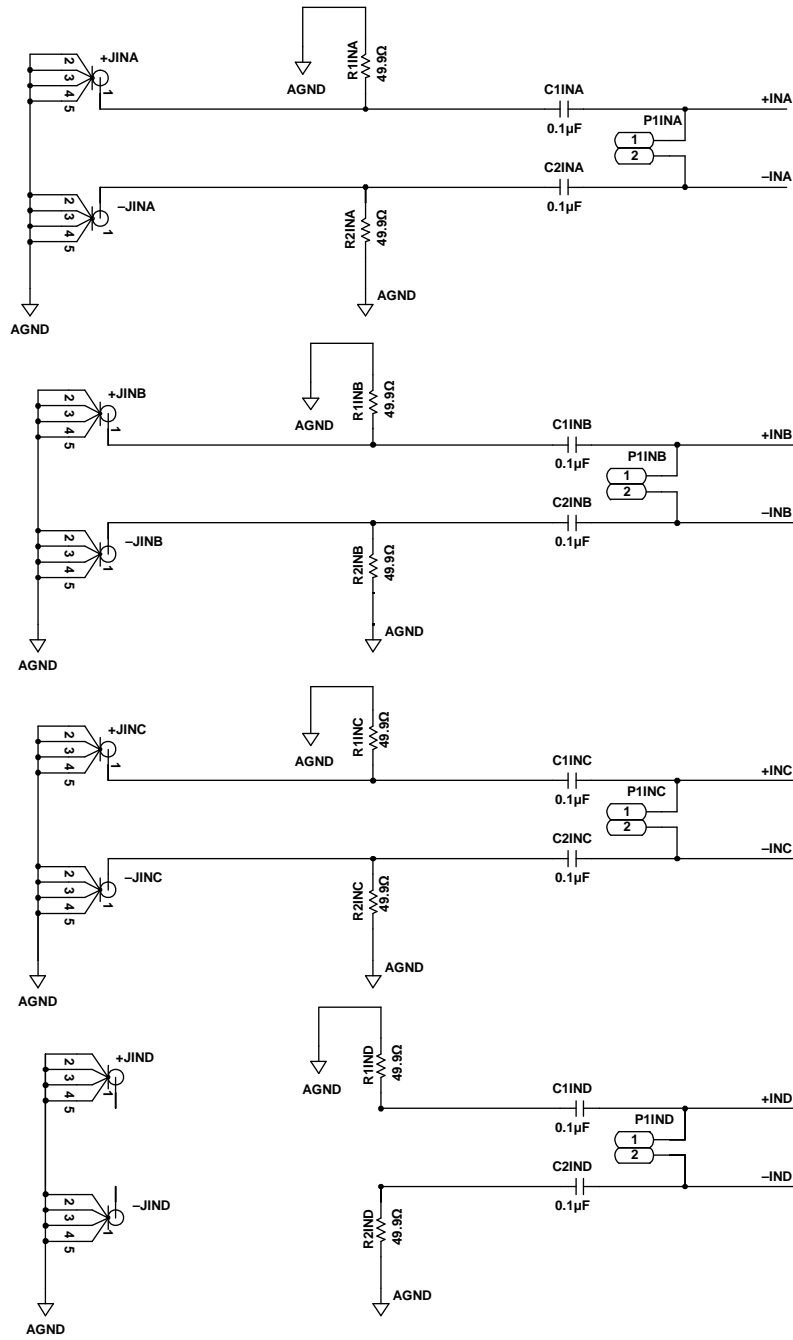 +JINA
2
3
4
5
1
AGND
R1INA
49.9Ω
C1INA
0.1µF
+INA
P1INA
1
2
C2INA
0.1µF
–INA
–JINA
2
3
4
5
1
R2INA
49.9Ω
AGND
AGND
+JINB
2
3
4
5
1
AGND
R1INB
49.9Ω
C1INB
0.1µF
+INB
P1INB
1
2
C2INB
0.1µF
–INB
–JINB
2
3
4
5
1
R2INB
49.9Ω
AGND
AGND
+JINC
2
3
4
5
1
AGND
R1INC
49.9Ω
C1INC
0.1µF
+INC
P1INC
1
2
C2INC
0.1µF
–INC
–JINC
2
3
4
5
1
R2INC
49.9Ω
AGND
AGND
+JIND
2
3
4
5
1
AGND
R1IND
49.9Ω
C1IND
0.1µF
+IND
P1IND
1
2
C2IND
0.1µF
–IND
–JIND
2
3
4
5
1
R2IND
49.9Ω
AGND
AGND